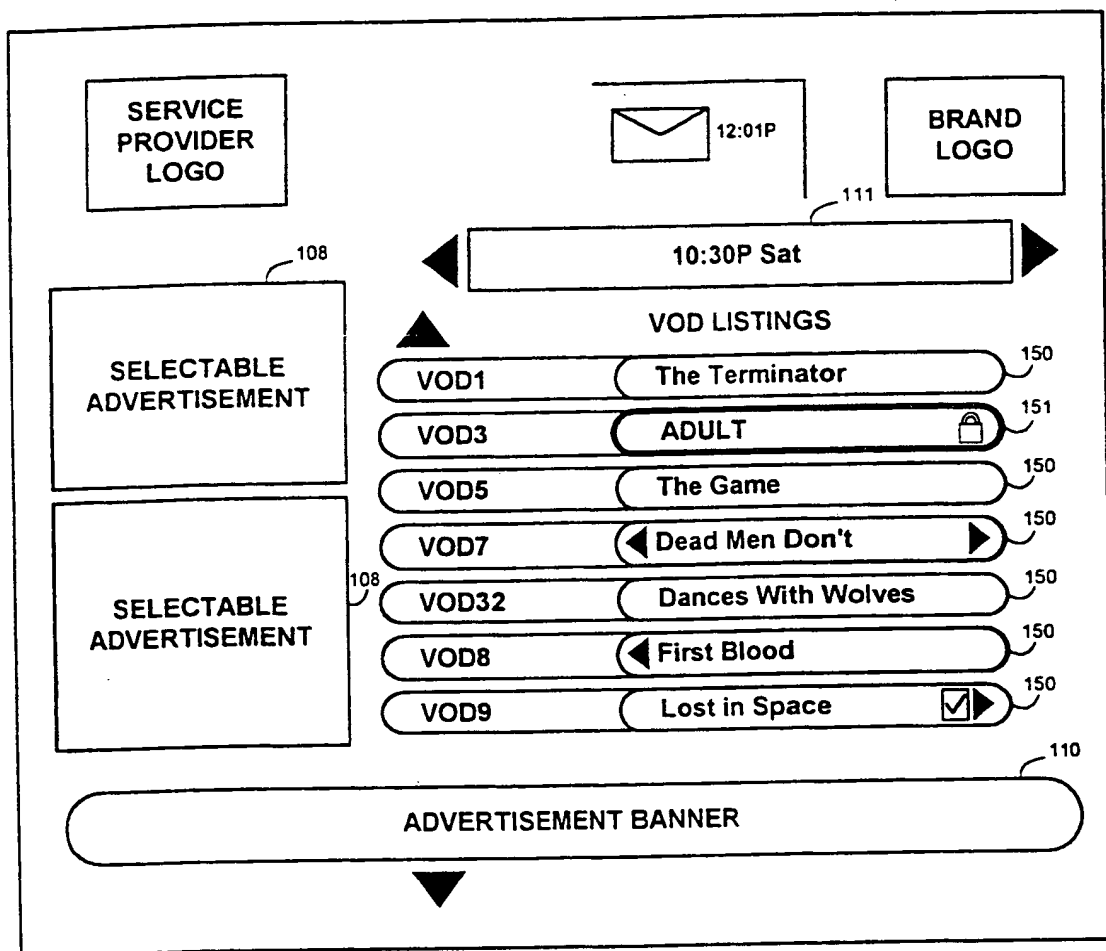 SERVICE
PROVIDER
LOGO
12:01P
BRAND
LOGO
111
10:30P Sat
108
SELECTABLE
ADVERTISEMENT
VOD LISTINGS
VOD1 The Terminator 150
VOD3 ADULT 151
VOD5 The Game 150
VOD7 Dead Men Don't 150
108
SELECTABLE
ADVERTISEMENT
VOD32 Dances With Wolves 150
VOD8 First Blood 150
VOD9 Lost in Space 150
110
ADVERTISEMENT BANNER